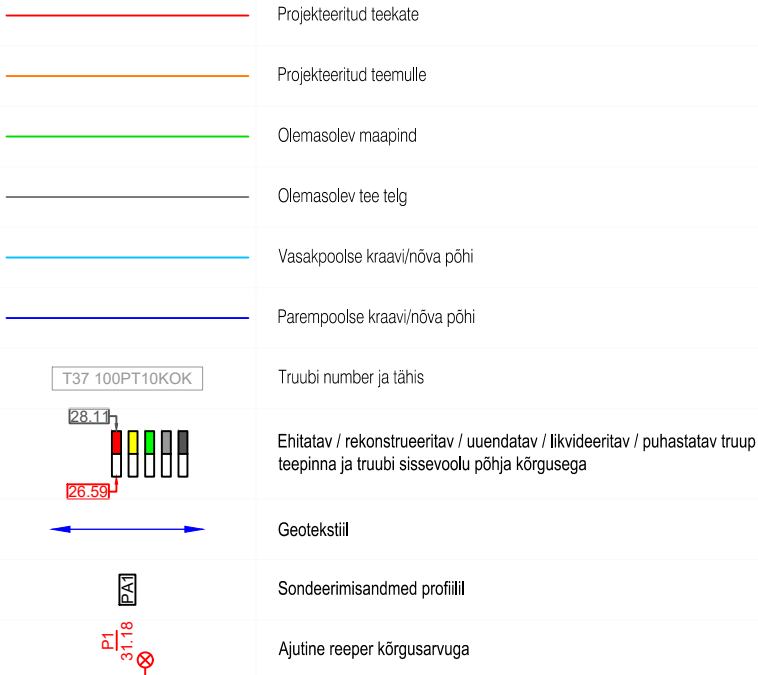 Projekteeritud teekate
Projekteeritud teemulle
Olemasolev maapind
Olemasolev tee telg
Vasakpoolse kraavi/nõva põhi
Parempoolse kraavi/nõva põhi
T37 100PT10KOK
Truubi number ja tähis
28.11
26.59
Ehitatav / rekonstrueeritav / uuendatav / likvideeritav / puhastatav truup
teepinna ja truubi sissevoolu põhja kõrgusega
Geotekstiil
PA1
Sondeerimisandmed profiilil
P1
31.18
Ajutine reeper kõrgusarvuga